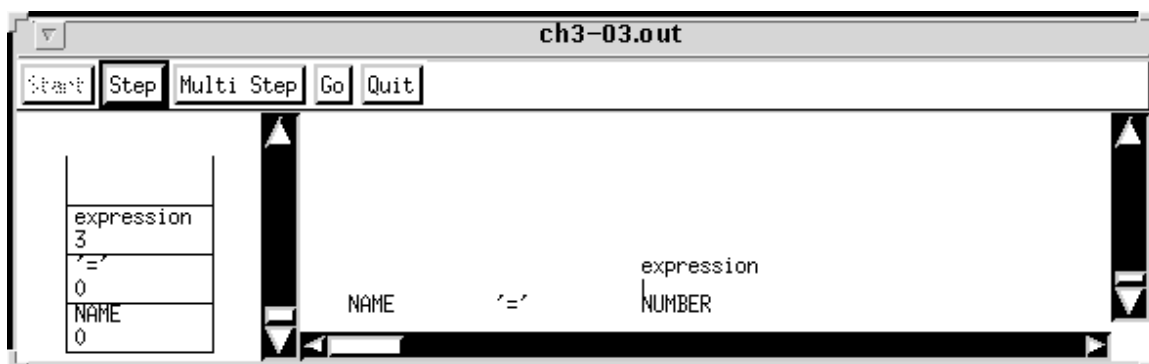 ch3-03.out
Start Step Multi Step Go Quit
expression
3
'='
0
NAME
0
expression
NAME '=' NUMBER